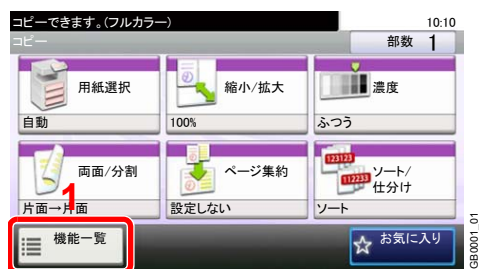 コピーできます。(フルカラー)
10:10
コピー
部数 1
用紙選択
自動
縮小/拡大
100%
濃度
ふつう
両面/分割
片面→片面
ページ集約
設定しない
123123
112233
ソート/
仕分け
ソート
1
機能一覧
お気に入り
GB0001_01